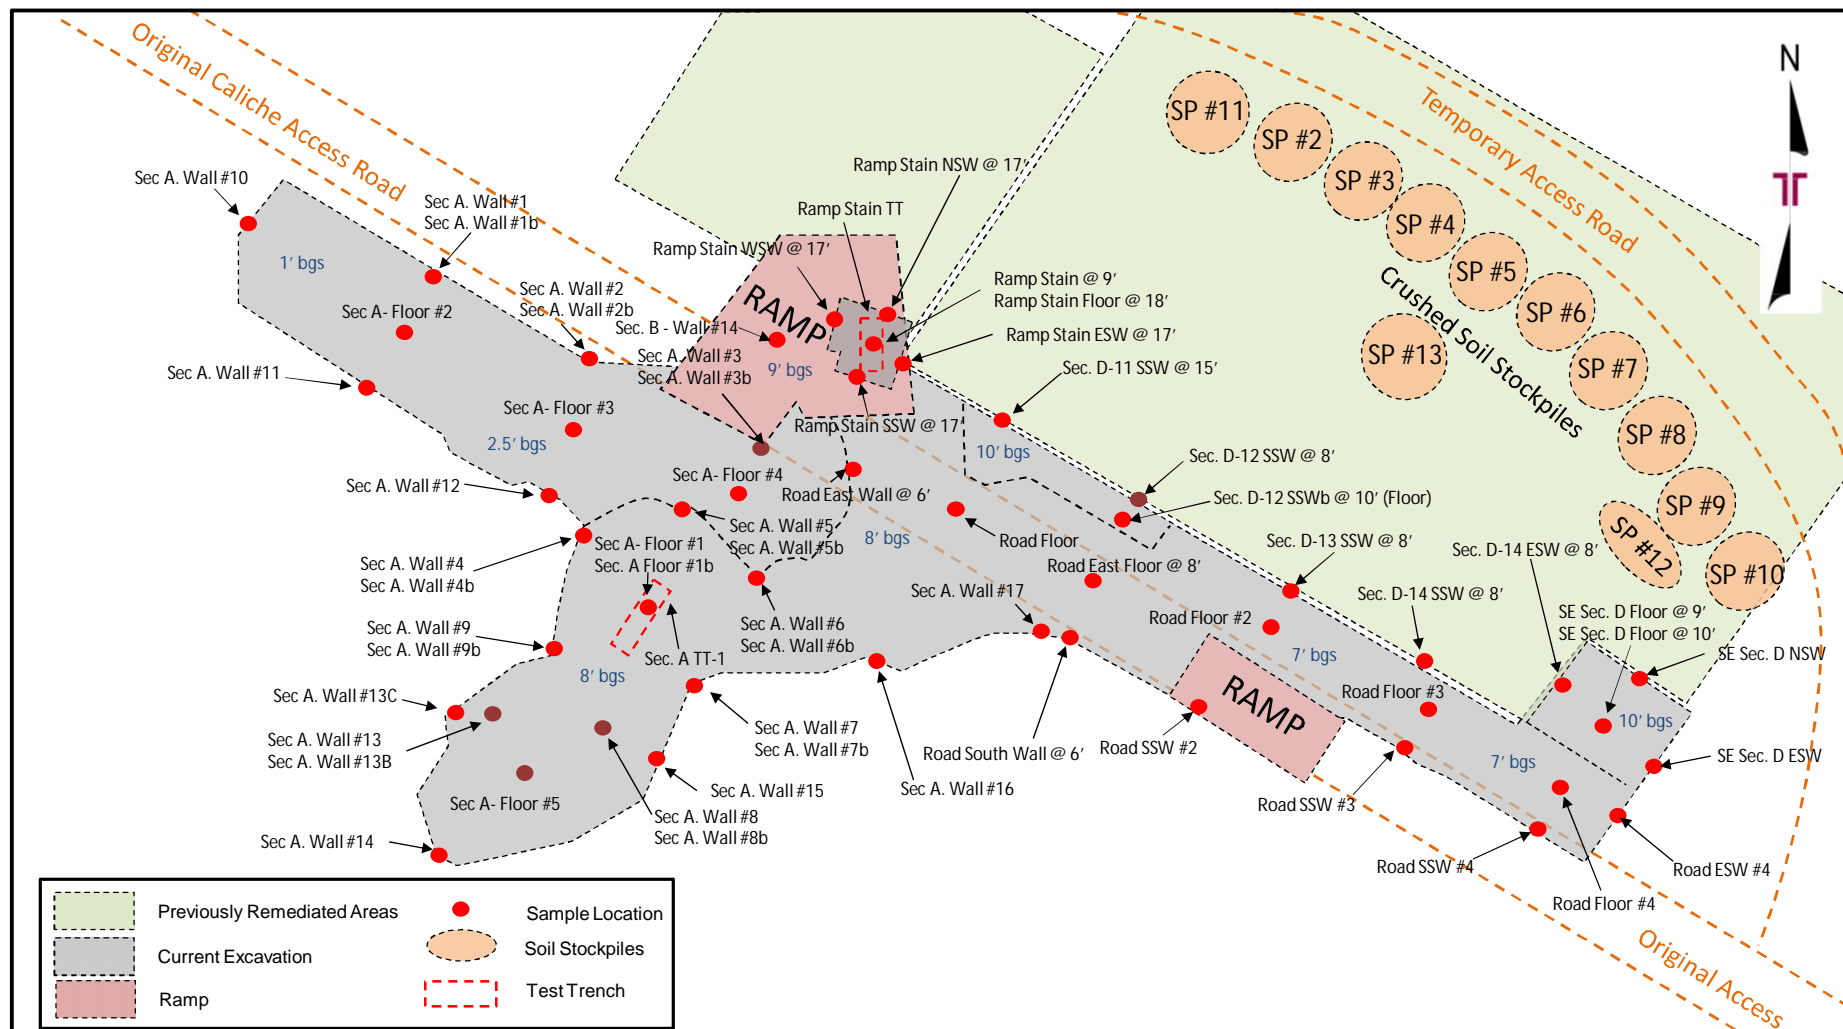 Original Caliche Access Road
Temporary Access Road
N
SP #11
SP #2
SP #3
SP #4
SP #5
SP #6
SP #7
SP #13
SP #8
SP #9
SP #12
SP #10
Crushed Soil Stockpiles
Sec A. Wall #10
Sec A. Wall #1
Sec A. Wall #1b
1' bgs
Sec A- Floor #2
Sec A. Wall #2
Sec A. Wall #2b
Ramp Stain NSW @ 17'
Ramp Stain TT
Ramp Stain WSW @ 17'
Ramp Stain @ 9'
Ramp Stain Floor @ 18'
RAMP
Sec. B - Wall #14
Ramp Stain ESW @ 17'
Sec A. Wall #3
Sec A. Wall #3b
9' bgs
Sec. D-11 SSW @ 15'
Sec A. Wall #11
Sec A- Floor #3
Ramp Stain SSW @ 17'
2.5' bgs
10' bgs
Sec. D-12 SSW @ 8'
Sec A- Floor #4
Sec A. Wall #12
Road East Wall @ 6'
Sec. D-12 SSWb @ 10' (Floor)
Sec A. Wall #5
Sec A. Wall #5b
8' bgs
Road Floor
Sec. D-13 SSW @ 8'
Sec. D-14 ESW @ 8'
Sec A- Floor #1
Sec. A Floor #1b
Sec A. Wall #4
Sec A. Wall #4b
Road East Floor @ 8'
Sec A. Wall #17
Sec. D-14 SSW @ 8'
Road Floor #2
SE Sec. D Floor @ 9'
SE Sec. D Floor @ 10'
Sec A. Wall #9
Sec A. Wall #9b
Sec A. Wall #6
Sec A. Wall #6b
Sec. A TT-1
7' bgs
SE Sec. D NSW
8' bgs
Sec A. Wall #13C
Road Floor #3
RAMP
10' bgs
Sec A. Wall #13
Sec A. Wall #13B
Sec A. Wall #7
Sec A. Wall #7b
Road South Wall @ 6'
Road SSW #2
7' bgs
SE Sec. D ESW
Sec A. Wall #16
Sec A. Wall #15
Sec A- Floor #5
Road SSW #3
Sec A. Wall #8
Sec A. Wall #8b
Sec A. Wall #14
Road SSW #4
Road ESW #4
Road Floor #4
Original Access
Previously Remediated Areas
Sample Location
Current Excavation
Soil Stockpiles
Ramp
Test Trench